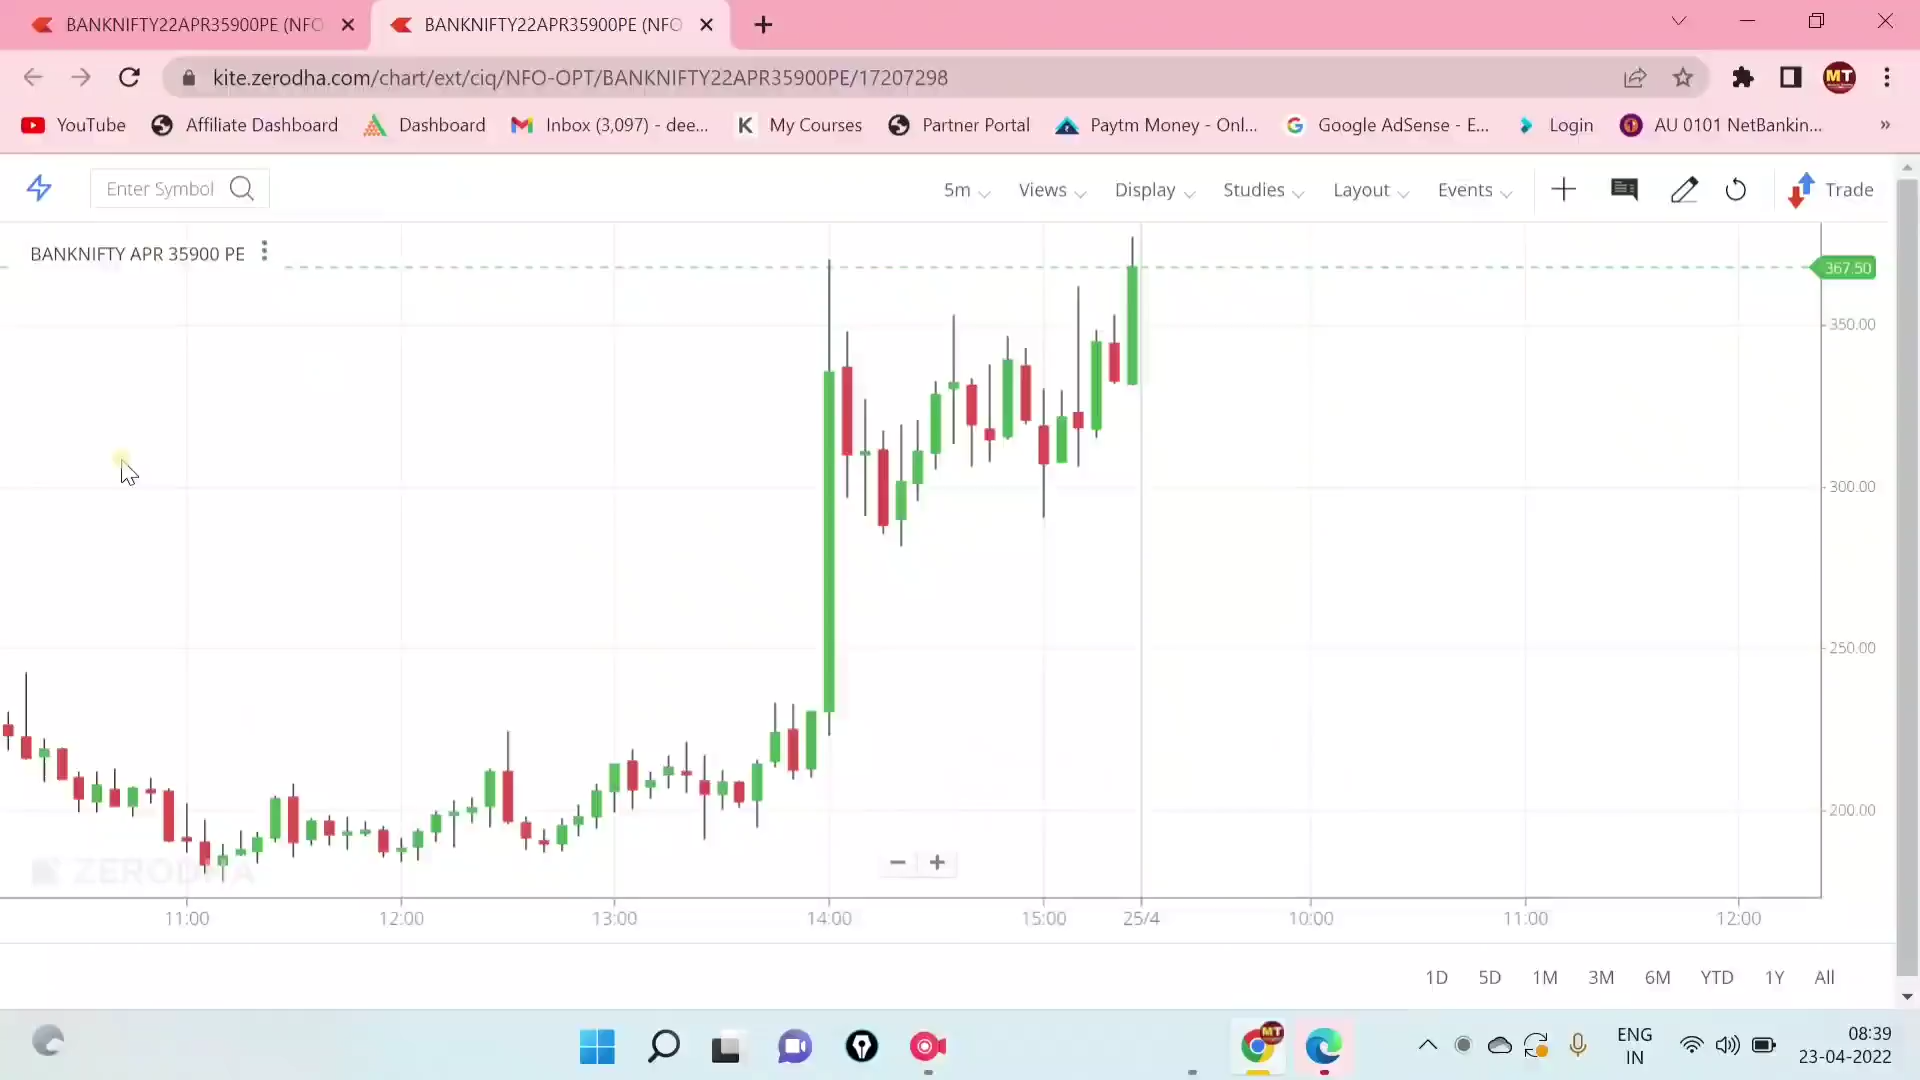 BANKNIFTY22APR35900PE (NFO
BANKNIFTY22APR35900PE (NFO
kite.zerodha.com/chart/ext/ciq/NFO-OPT/BANKNIFTY22APR35900PE/17207298
MT
YouTube
Affiliate Dashboard
Dashboard
Inbox (3,097) - dee...
K My Courses
Partner Portal
Paytm Money - Onl...
Google AdSense - E...
Login
AU 0101 NetBankin...
»
Enter Symbol
5m
Views
Display
Studies
Layout
Events
Trade
BANKNIFTY APR 35900 PE
367.50
350.00
300.00
250.00
200.00
ZERODHA
− +
11:00 12:00 13:00 14:00 15:00 25/4 10:00 11:00 12:00
1D 5D 1M 3M 6M YTD 1Y All
MT
ENG
IN
08:39
23-04-2022